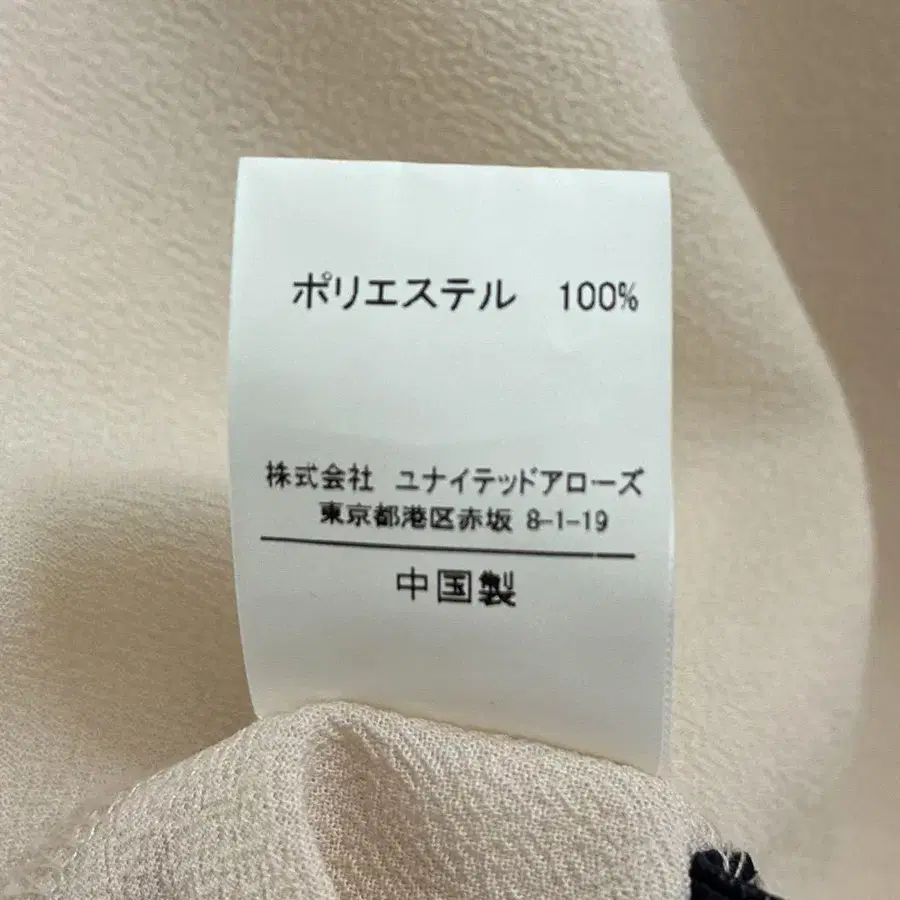 ポリエステル 100%
株式会社 ユナイテッドアローズ
東京都港区赤坂 8-1-19
中国製